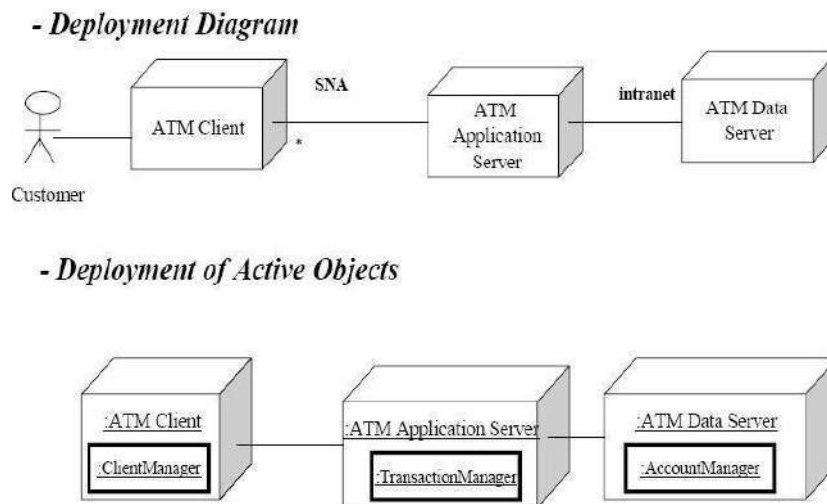 - Deployment Diagram
SNA
intranet
ATM Client
ATM
Application
Server
ATM Data
Server
*
Customer
- Deployment of Active Objects
:ATM Client
:ClientManager
:ATM Application Server
:TransactionManager
:ATM Data Server
:AccountManager